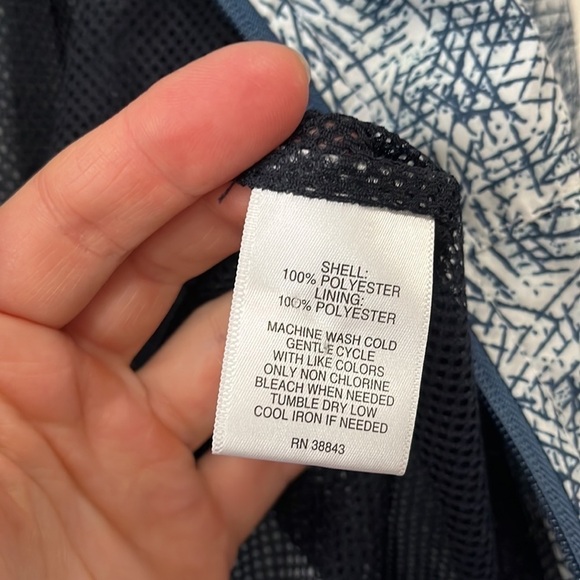 SHELL:
100% POLYESTER
LINING:
100% POLYESTER
MACHINE WASH COLD
GENTLE CYCLE
WITH LIKE COLORS
ONLY NON CHLORINE
BLEACH WHEN NEEDED
TUMBLE DRY LOW
COOL IRON IF NEEDED
RN 38843